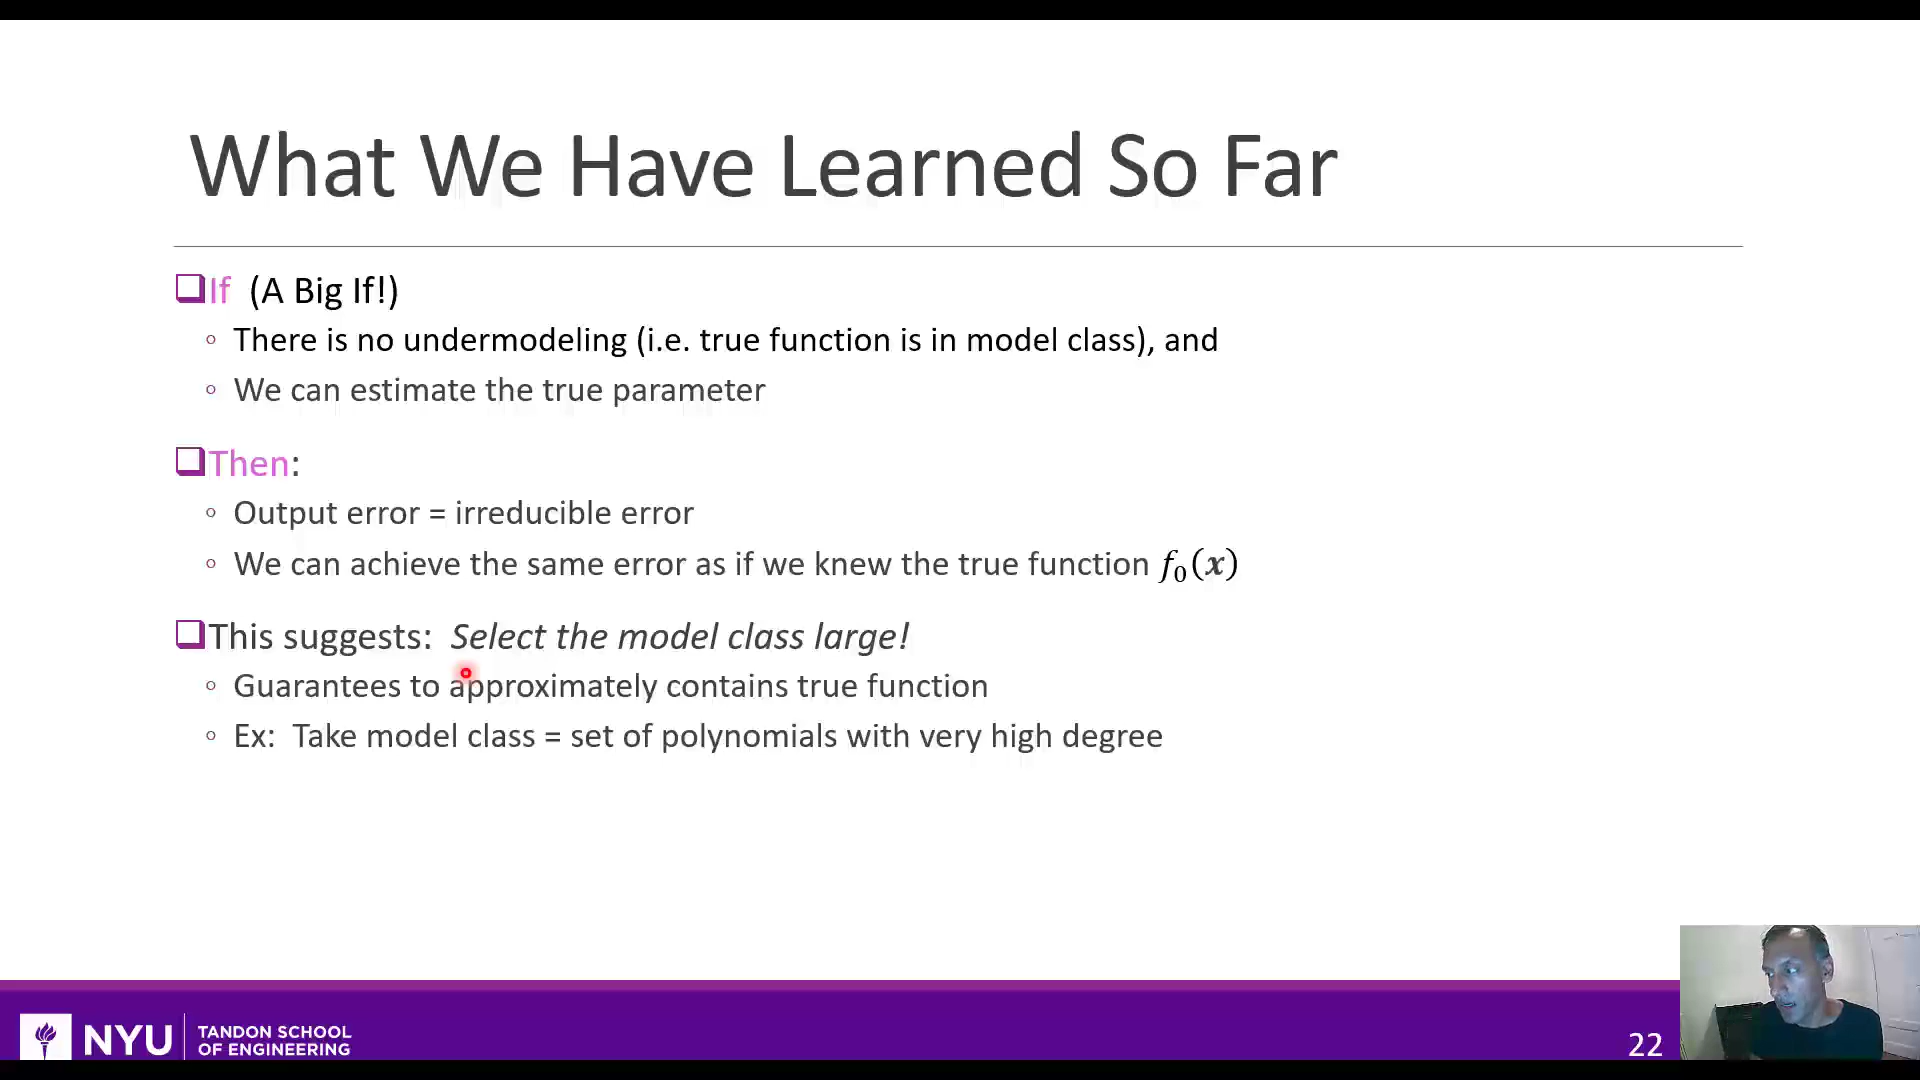 What We Have Learned So Far
If (A Big If!)
There is no undermodeling (i.e. true function is in model class), and
We can estimate the true parameter
Then:
Output error = irreducible error
We can achieve the same error as if we knew the true function f₀(x)
This suggests: Select the model class large!
Guarantees to approximately contains true function
Ex: Take model class = set of polynomials with very high degree
NYU
TANDON SCHOOL
OF ENGINEERING
22